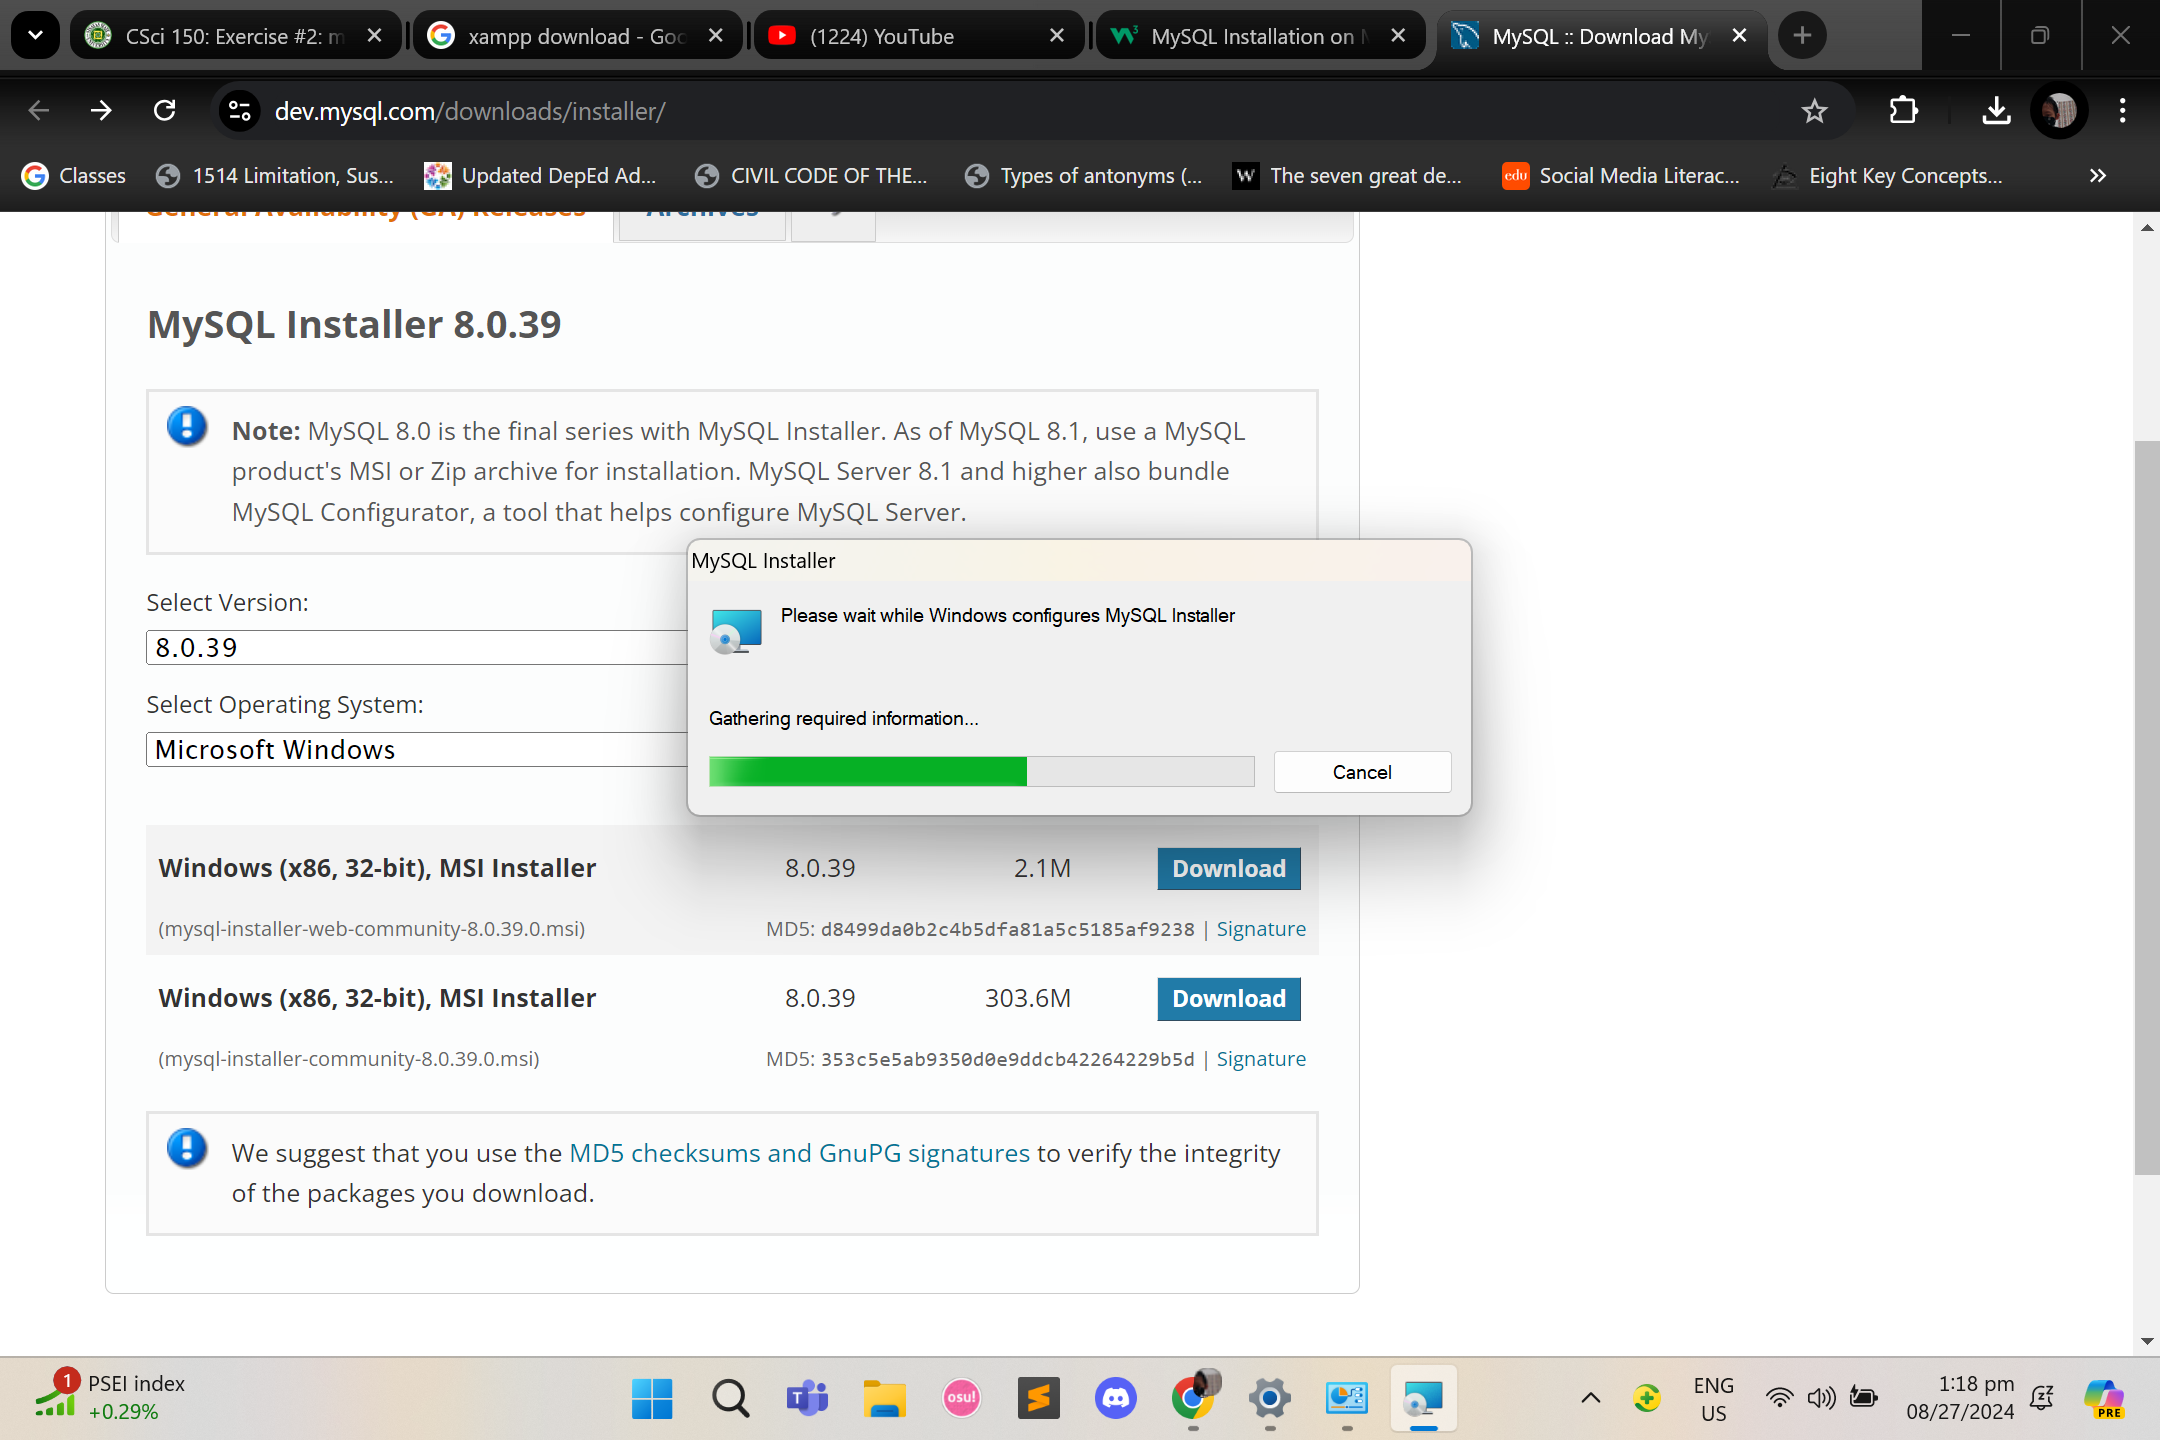 CSci 150: Exercise #2: m
xampp download - Goo
(1224) YouTube
MySQL Installation on
MySQL :: Download My
dev.mysql.com/downloads/installer/
Classes
1514 Limitation, Sus...
Updated DepEd Ad...
CIVIL CODE OF THE...
Types of antonyms (...
W
The seven great de...
edu
Social Media Literac...
Eight Key Concepts...
General Availability (GA) Releases
Archives
MySQL Installer 8.0.39
Note: MySQL 8.0 is the final series with MySQL Installer. As of MySQL 8.1, use a MySQL
product's MSI or Zip archive for installation. MySQL Server 8.1 and higher also bundle
MySQL Configurator, a tool that helps configure MySQL Server.
Select Version:
8.0.39
Select Operating System:
Microsoft Windows
MySQL Installer
Please wait while Windows configures MySQL Installer
Gathering required information...
Cancel
Windows (x86, 32-bit), MSI Installer
8.0.39
2.1M
Download
(mysql-installer-web-community-8.0.39.0.msi)
MD5: d8499da0b2c4b5dfa81a5c5185af9238 | Signature
Windows (x86, 32-bit), MSI Installer
8.0.39
303.6M
Download
(mysql-installer-community-8.0.39.0.msi)
MD5: 353c5e5ab9350d0e9ddcb42264229b5d | Signature
We suggest that you use the MD5 checksums and GnuPG signatures to verify the integrity
of the packages you download.
1
PSEI index
+0.29%
T
osu!
ENG
US
1:18 pm
08/27/2024
PRE